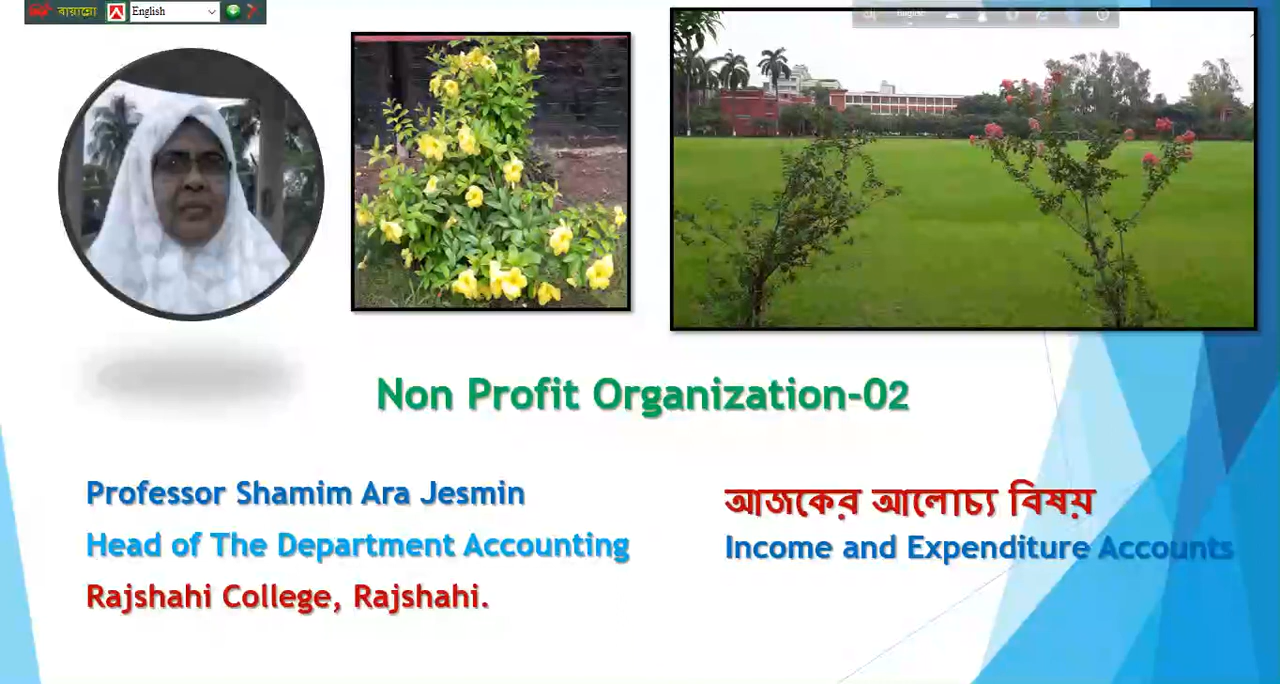 বায়ান্নো English
English
Non Profit Organization-02
Professor Shamim Ara Jesmin
Head of The Department Accounting
Rajshahi College, Rajshahi.
আজকের আলোচ্য বিষয়
Income and Expenditure Accounts